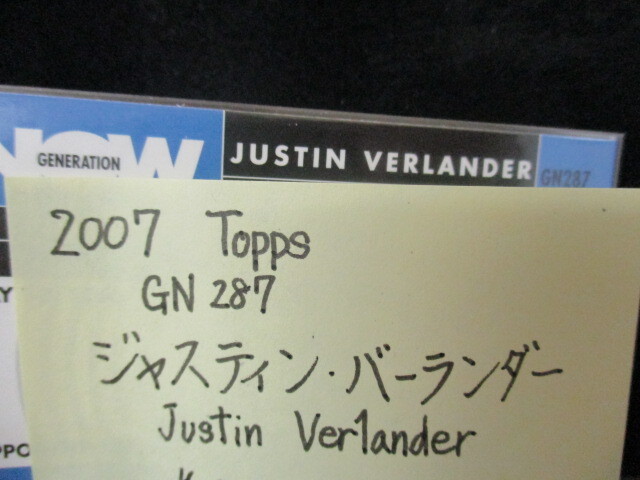 NOW
GENERATION
JUSTIN VERLANDER
GN287
2007 Topps
GN 287
ジャスティン・バーランダー
Justin Verlander